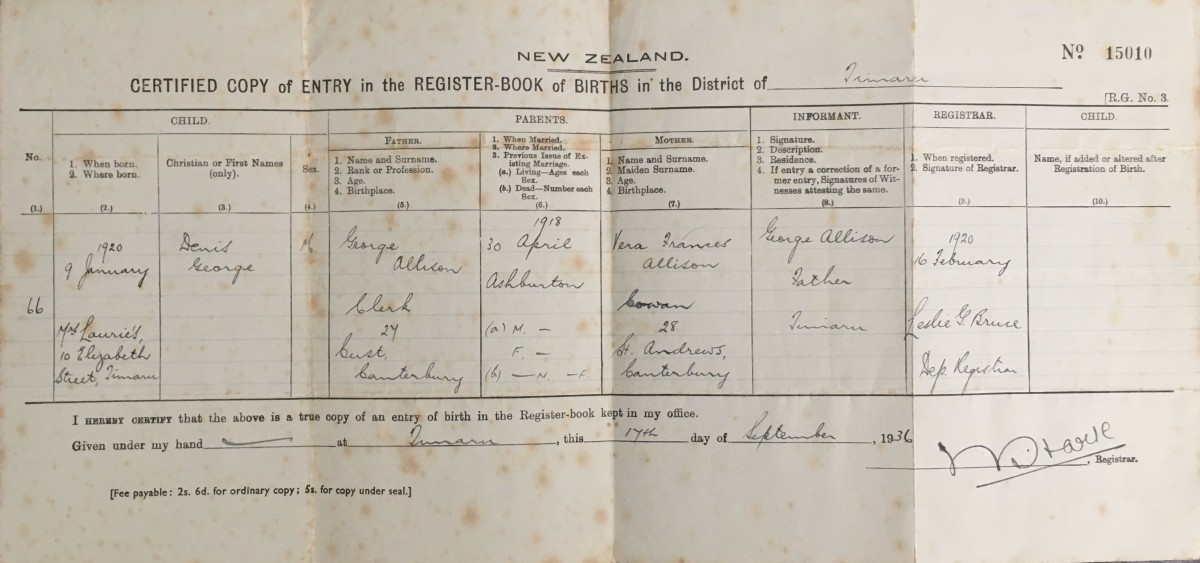 NEW ZEALAND.
No 15010
CERTIFIED COPY of ENTRY in the REGISTER-BOOK of BIRTHS in the District of Timaru
[R.G. No. 3.
CHILD.
PARENTS.
INFORMANT.
REGISTRAR.
CHILD.
No.
(1.)
1. When born.
2. Where born.
(2.)
Christian or First Names
(only).
(3.)
Sex.
(4.)
FATHER.
1. Name and Surname.
2. Rank or Profession.
3. Age.
4. Birthplace.
(5.)
1. When Married.
2. Where Married.
3. Previous Issue of Ex-
isting Marriage.
(a.) Living—Ages each
Sex.
(b.) Dead—Number each
Sex.
(6.)
MOTHER.
1. Name and Surname.
2. Maiden Surname.
3. Age.
4. Birthplace.
(7.)
1. Signature.
2. Description.
3. Residence.
4. If entry a correction of a for-
mer entry, Signatures of Wit-
nesses attesting the same.
(8.)
1. When registered.
2. Signature of Registrar.
(9.)
Name, if added or altered after
Registration of Birth.
(10.)
66
1920
9 January
Mrs Laurie's,
10 Elizabeth
Street, Timaru
Denis
George
M.
George
Allison
Clerk
27
Cust,
Canterbury
1918
30 April
Ashburton
(a) M. —
F. —
(b) — M. — F.
Vera Frances
Allison
Cowan
28
St. Andrews,
Canterbury
George Allison
Father
Timaru
1920
16 February
Leslie G. Bruce
Dep. Registrar
I HEREBY CERTIFY that the above is a true copy of an entry of birth in the Register-book kept in my office.
Given under my hand at Timaru, this 17th day of September, 1936
, Registrar.
[Fee payable: 2s. 6d. for ordinary copy; 5s. for copy under seal.]